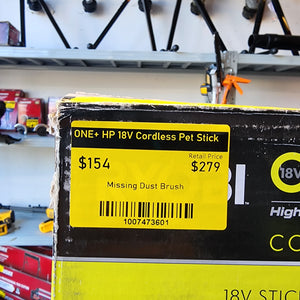 ONE+ HP 18V Cordless Pet Stick
Retail Price
$154 $279
Missing Dust Brush
1007473601
BI
18V
High
CO
18V STIC